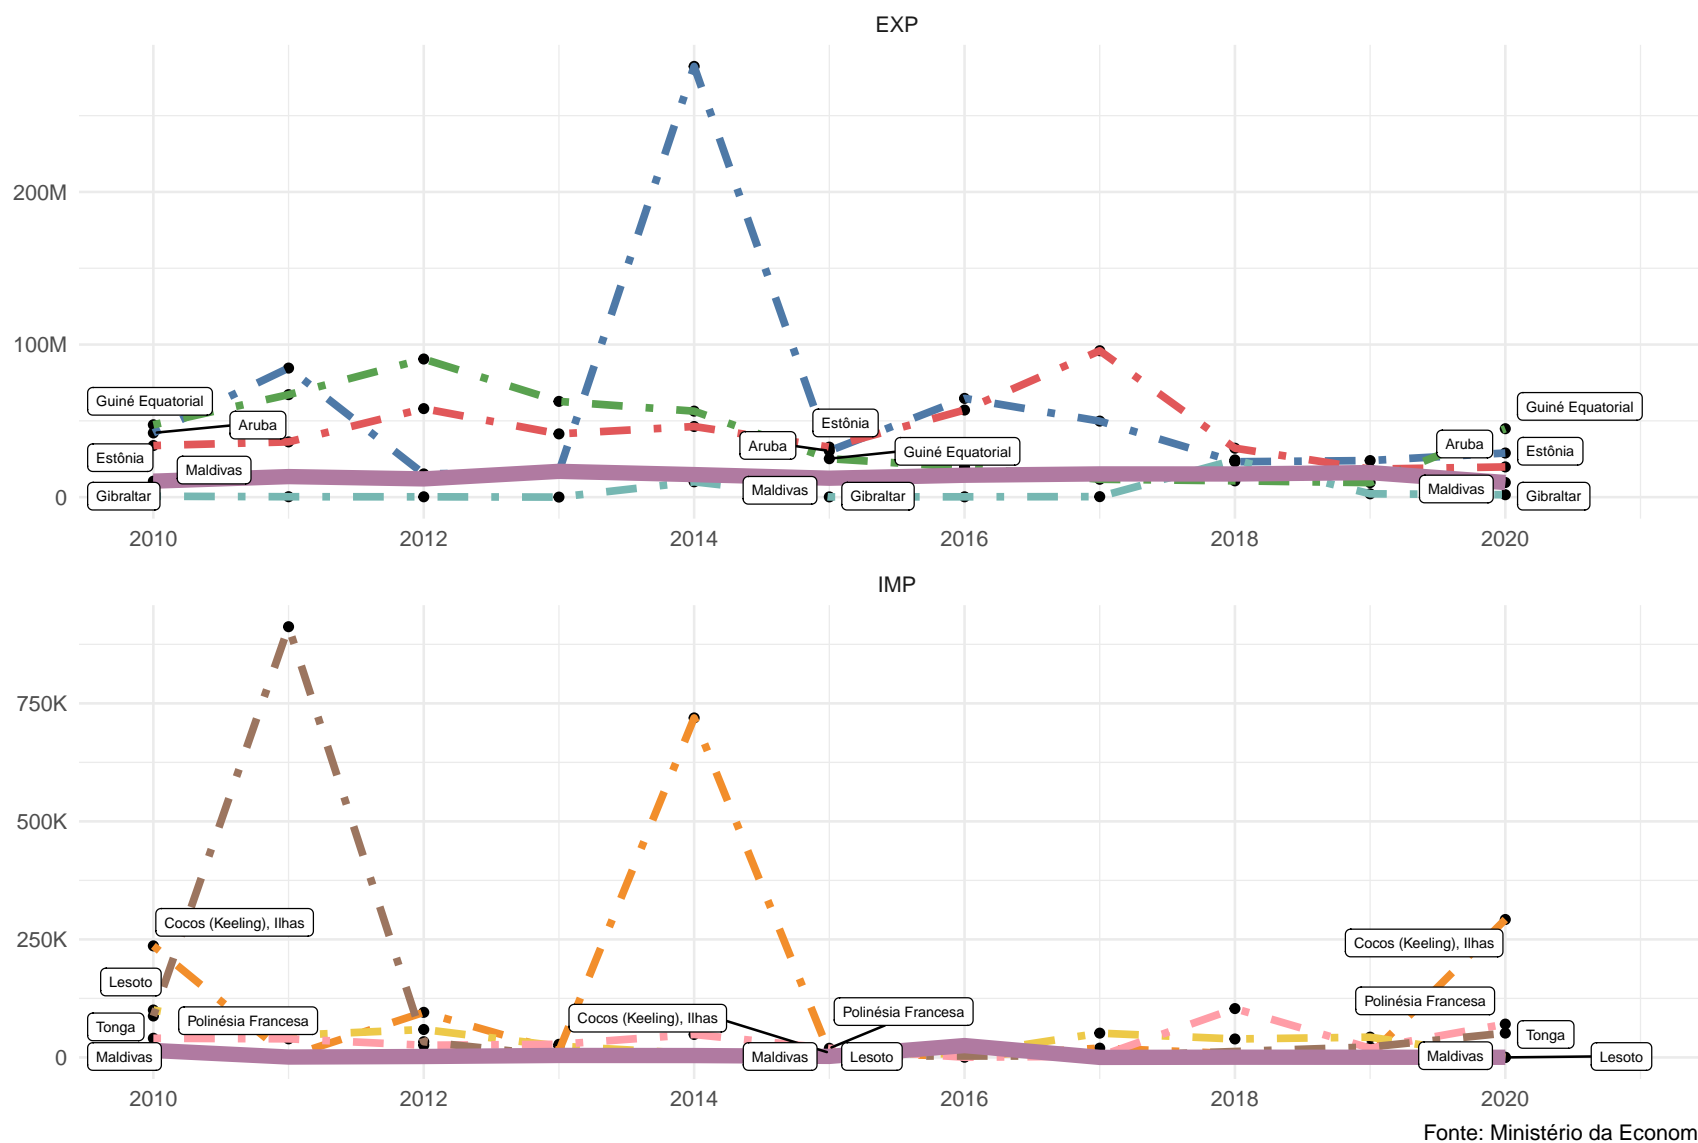 EXP
200M
100M
0
Guiné Equatorial
Aruba
Estônia
Maldivas
Gibraltar
Estônia
Aruba
Guiné Equatorial
Maldivas
Gibraltar
Guiné Equatorial
Aruba
Estônia
Maldivas
Gibraltar
2010 2012 2014 2016 2018 2020
IMP
750K
500K
250K
0
Cocos (Keeling), Ilhas
Lesoto
Polinésia Francesa
Tonga
Maldivas
Cocos (Keeling), Ilhas
Polinésia Francesa
Maldivas
Lesoto
Cocos (Keeling), Ilhas
Polinésia Francesa
Tonga
Maldivas
Lesoto
2010 2012 2014 2016 2018 2020
Fonte: Ministério da Econom